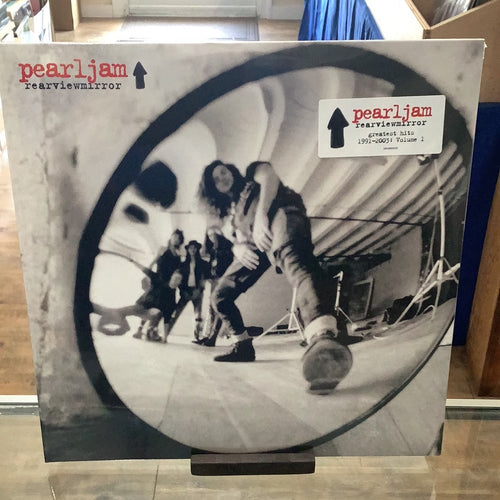 pearljam
rearviewmirror
pearljam
rearviewmirror
greatest hits
1991-2003: Volume 1